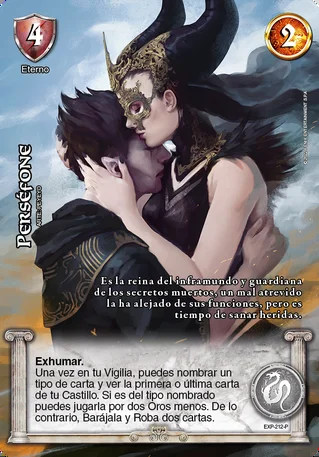 4
Eterno
2
Perséfone
Es la reina del inframundo y guardiana
de los secretos muertos, un mal atrevido
la ha alejado de sus funciones, pero es
tiempo de sanar heridas.
Exhumar.
Una vez en tu Vigilia, puedes nombrar un
tipo de carta y ver la primera o última carta
de tu Castillo. Si es del tipo nombrado
puedes jugarla por dos Oros menos. De lo
contrario, Barájala y Roba dos cartas.
EXP-212-P